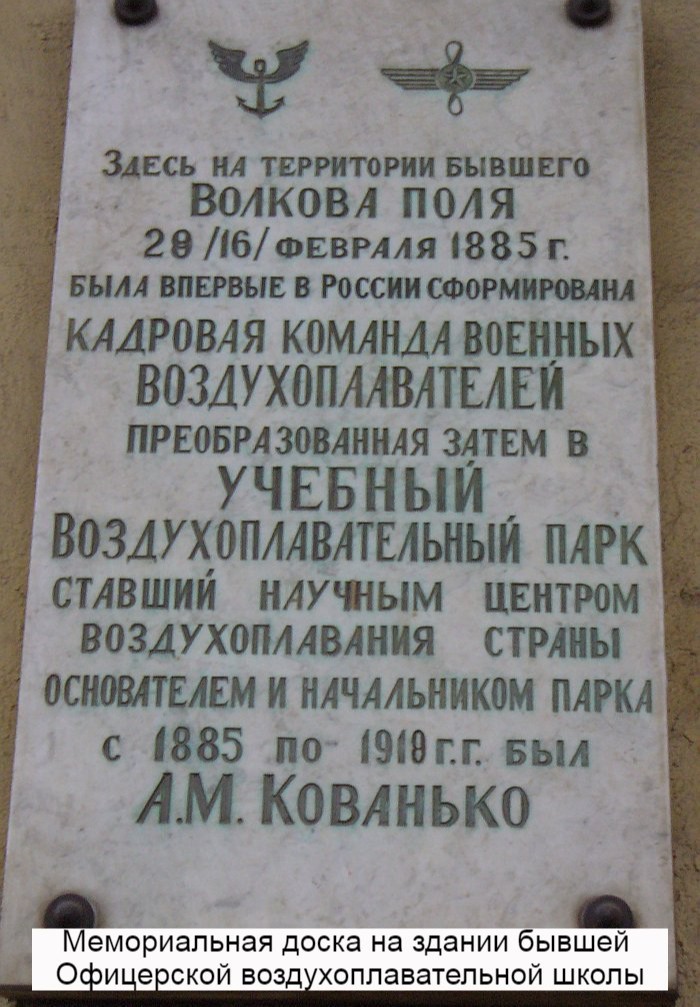 ЗДЕСЬ НА ТЕРРИТОРИИ БЫВШЕГО
ВОЛКОВА ПОЛЯ
28 /16/ ФЕВРАЛЯ 1885 Г.
БЫЛА ВПЕРВЫЕ В РОССИИ СФОРМИРОВАНА
КАДРОВАЯ КОМАНДА ВОЕННЫХ
ВОЗДУХОПЛАВАТЕЛЕЙ
ПРЕОБРАЗОВАННАЯ ЗАТЕМ В
УЧЕБНЫЙ
ВОЗДУХОПЛАВАТЕЛЬНЫЙ ПАРК
СТАВШИЙ НАУЧНЫМ ЦЕНТРОМ
ВОЗДУХОПЛАВАНИЯ СТРАНЫ
ОСНОВАТЕЛЕМ И НАЧАЛЬНИКОМ ПАРКА
С 1885 ПО 1918 Г.Г. БЫЛ
А.М. КОВАНЬКО
Мемориальная доска на здании бывшей
Офицерской воздухоплавательной школы